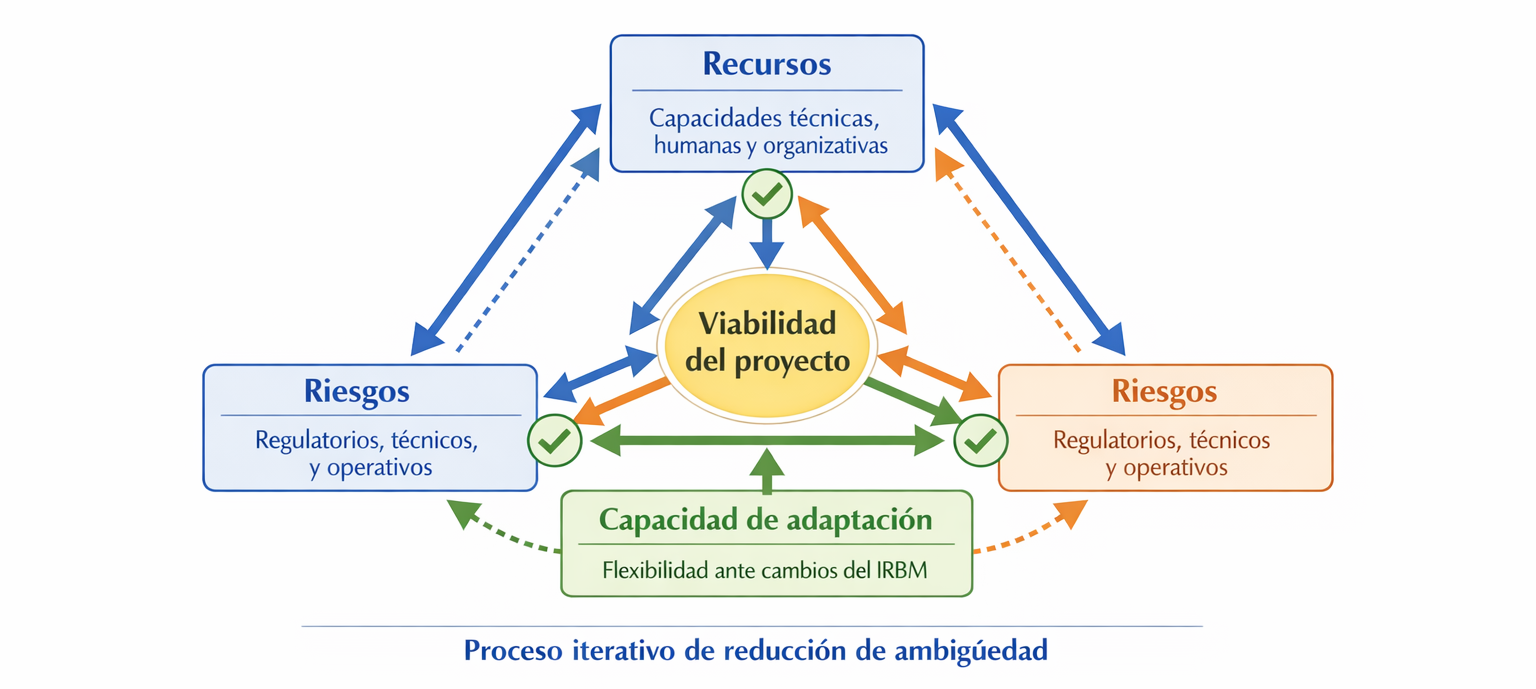 Recursos
Capacidades técnicas,
humanas y organizativas
Viabilidad
del proyecto
Riesgos
Regulatorios, técnicos,
y operativos
Riesgos
Regulatorios, técnicos
y operativos
Capacidad de adaptación
Flexibilidad ante cambios del IRBM
Proceso iterativo de reducción de ambigúedad